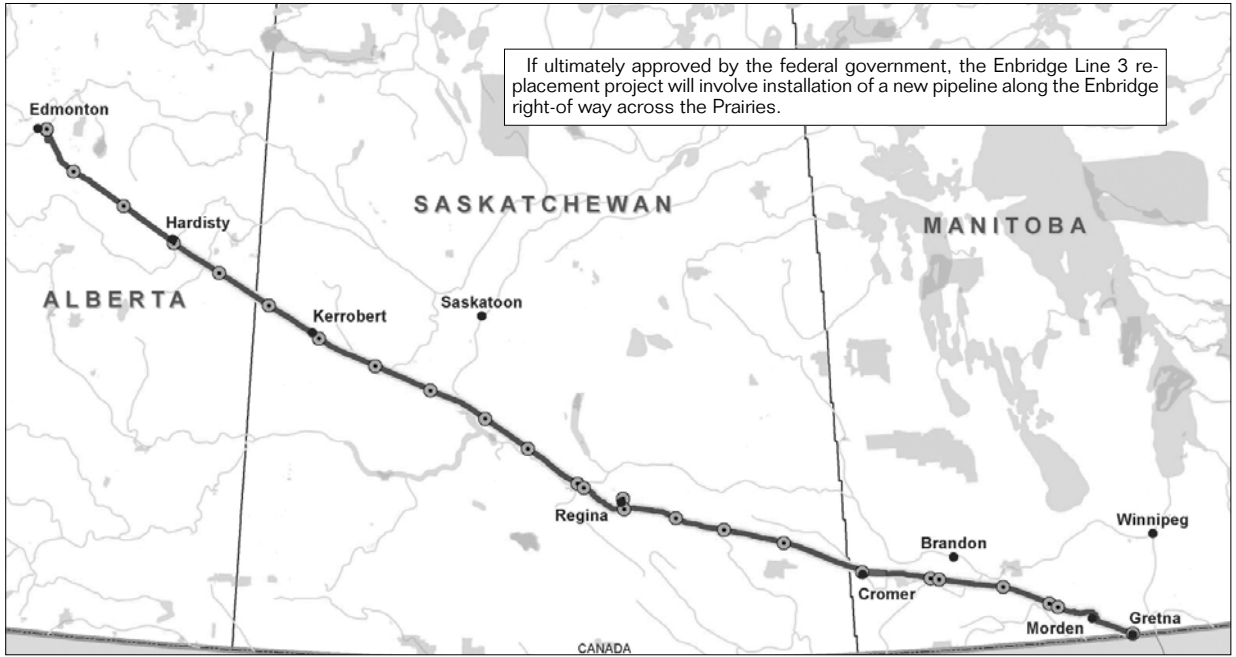 If ultimately approved by the federal government, the Enbridge Line 3 re-
placement project will involve installation of a new pipeline along the Enbridge
right-of way across the Prairies.
Edmonton
SASKATCHEWAN
Hardisty
MANITOBA
ALBERTA
Saskatoon
Kerrobert
Regina
Winnipeg
Brandon
Cromer
Morden
Gretna
CANADA